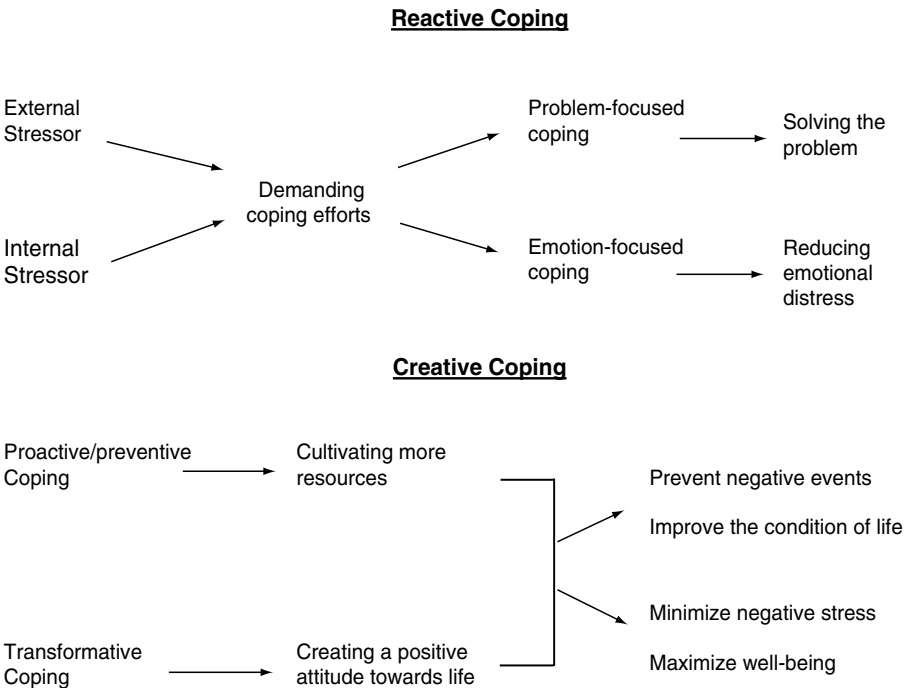 Reactive Coping
External
Stressor
Internal
Stressor
Demanding
coping efforts
Problem-focused
coping
Solving the
problem
Emotion-focused
coping
Reducing
emotional
distress
Creative Coping
Proactive/preventive
Coping
Cultivating more
resources
Transformative
Coping
Creating a positive
attitude towards life
Prevent negative events
Improve the condition of life
Minimize negative stress
Maximize well-being